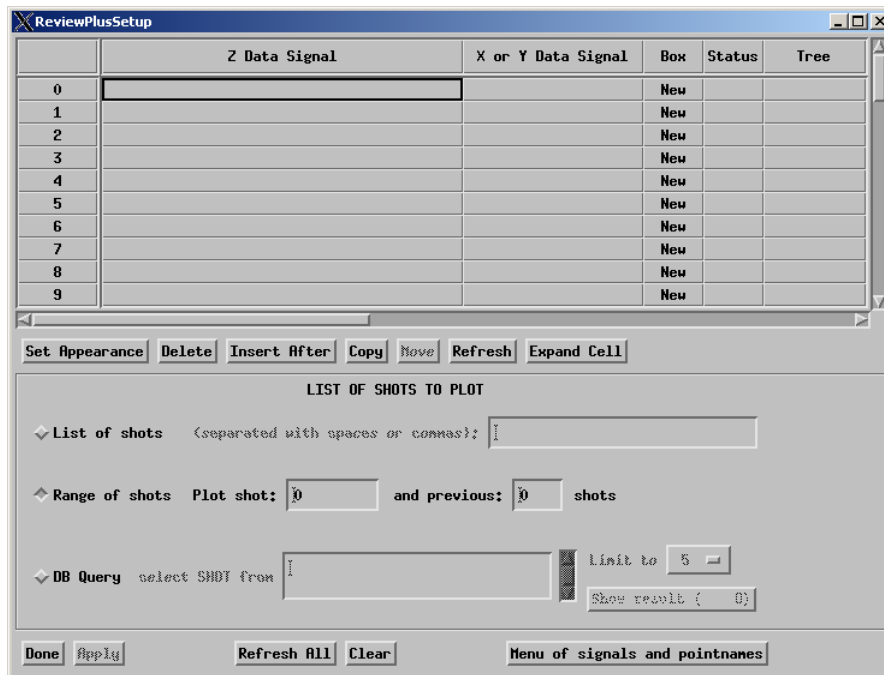 ReviewPlusSetup
Z Data Signal X or Y Data Signal Box Status Tree
0 New
1 New
2 New
3 New
4 New
5 New
6 New
7 New
8 New
9 New
Set Appearance Delete Insert After Copy Move Refresh Expand Cell
LIST OF SHOTS TO PLOT
List of shots (separated with spaces or commas):
Range of shots Plot shot: 0 and previous: 0 shots
DB Query select SHOT from Limit to 5
Show result ( 0)
Done Apply Refresh All Clear Menu of signals and pointnames